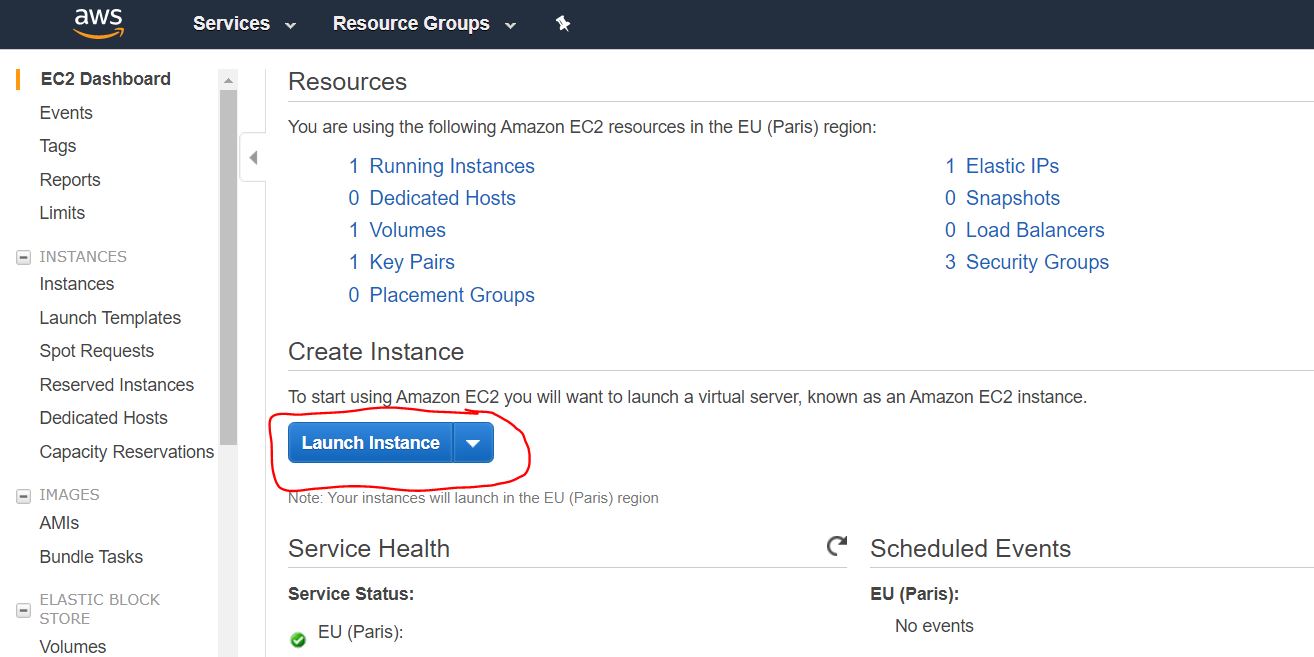 aws
Services
Resource Groups
EC2 Dashboard
Events
Tags
Reports
Limits
INSTANCES
Instances
Launch Templates
Spot Requests
Reserved Instances
Dedicated Hosts
Capacity Reservations
IMAGES
AMIs
Bundle Tasks
ELASTIC BLOCK
STORE
Volumes
Resources
You are using the following Amazon EC2 resources in the EU (Paris) region:
1 Running Instances
0 Dedicated Hosts
1 Volumes
1 Key Pairs
0 Placement Groups
1 Elastic IPs
0 Snapshots
0 Load Balancers
3 Security Groups
Create Instance
To start using Amazon EC2 you will want to launch a virtual server, known as an Amazon EC2 instance.
Launch Instance
Note: Your instances will launch in the EU (Paris) region
Service Health
Service Status:
EU (Paris):
Scheduled Events
EU (Paris):
No events